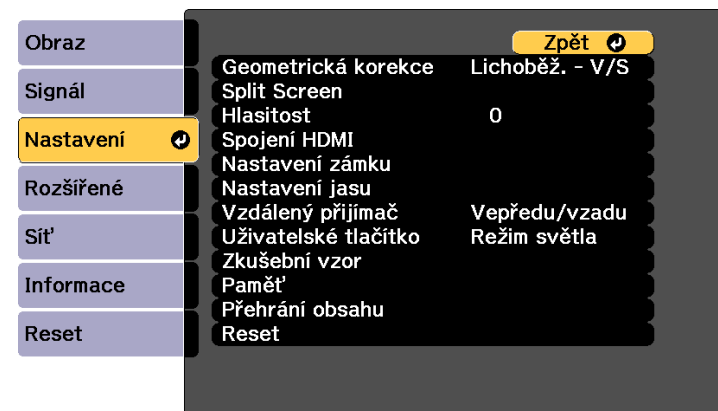 Obraz
Signál
Nastavení
Rozšířené
Síť
Informace
Reset
Zpět
Geometrická korekce Lichoběž. - V/S
Split Screen
Hlasitost 0
Spojení HDMI
Nastavení zámku
Nastavení jasu
Vzdálený přijímač Vepředu/vzadu
Uživatelské tlačítko Režim světla
Zkušební vzor
Paměť
Přehrání obsahu
Reset